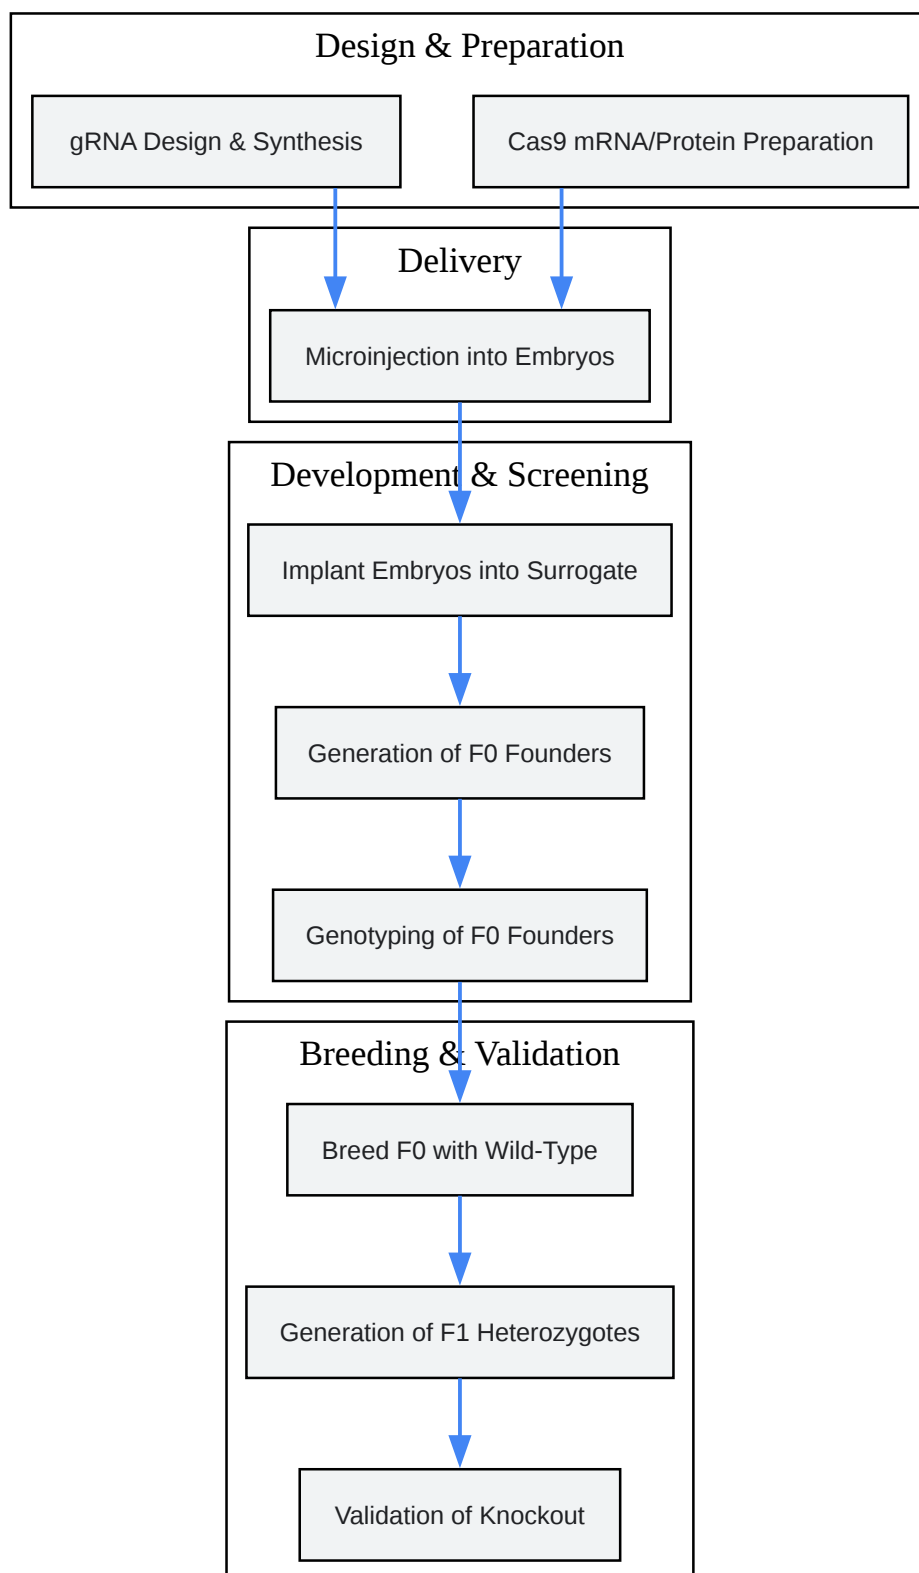 Design & Preparation
gRNA Design & Synthesis
Cas9 mRNA/Protein Preparation
Delivery
Microinjection into Embryos
Development & Screening
Implant Embryos into Surrogate
Generation of F0 Founders
Genotyping of F0 Founders
Breeding & Validation
Breed F0 with Wild-Type
Generation of F1 Heterozygotes
Validation of Knockout